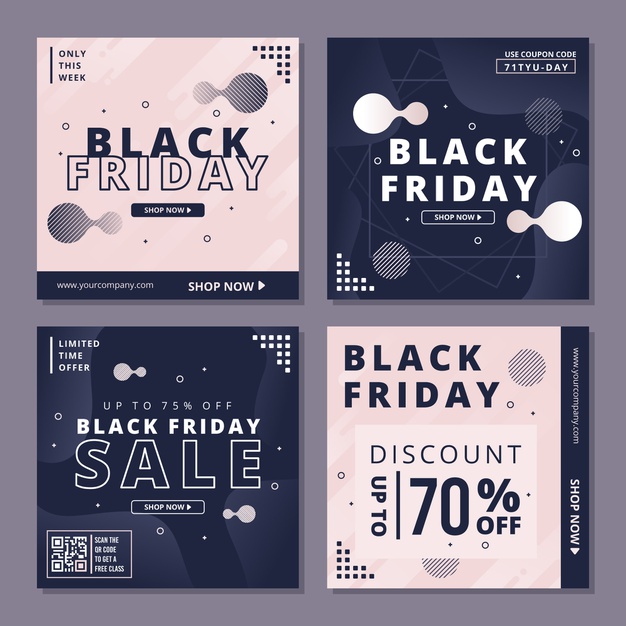 ONLY
THIS
WEEK
BLACK
FRIDAY
SHOP NOW
www.yourcompany.com
SHOP NOW
USE COUPON CODE
71TYU-DAY
BLACK
FRIDAY
SHOP NOW
LIMITED
TIME
OFFER
UP TO 75% OFF
BLACK FRIDAY
SALE
SHOP NOW
SCAN THE
QR CODE
TO GET A
FREE CLASS
BLACK
FRIDAY
DISCOUNT
UP TO
70%
OFF
www.yourcompany.com
SHOP NOW